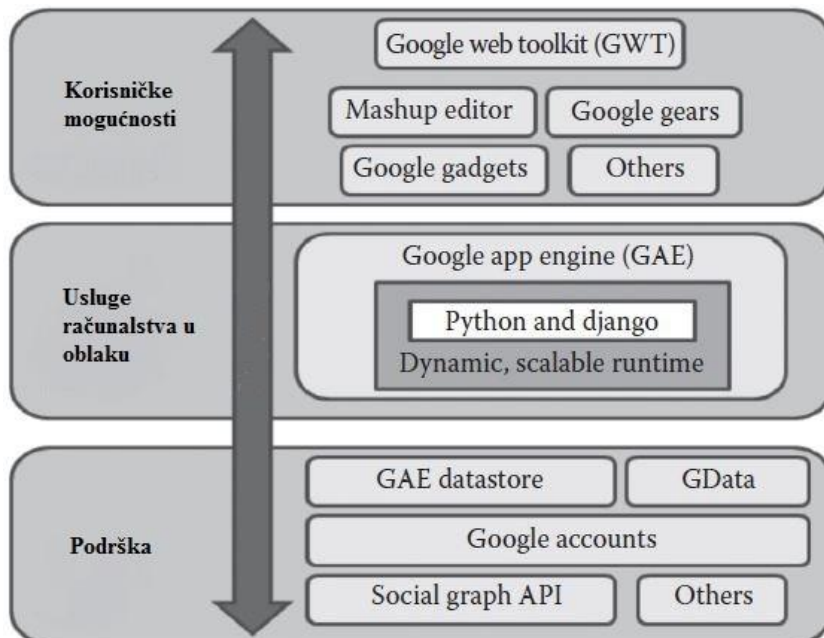 Korisničke
mogućnosti
Google web toolkit (GWT)
Mashup editor
Google gears
Google gadgets
Others
Usluge
računalstva u
oblaku
Google app engine (GAE)
Python and django
Dynamic, scalable runtime
Podrška
GAE datastore
GData
Google accounts
Social graph API
Others